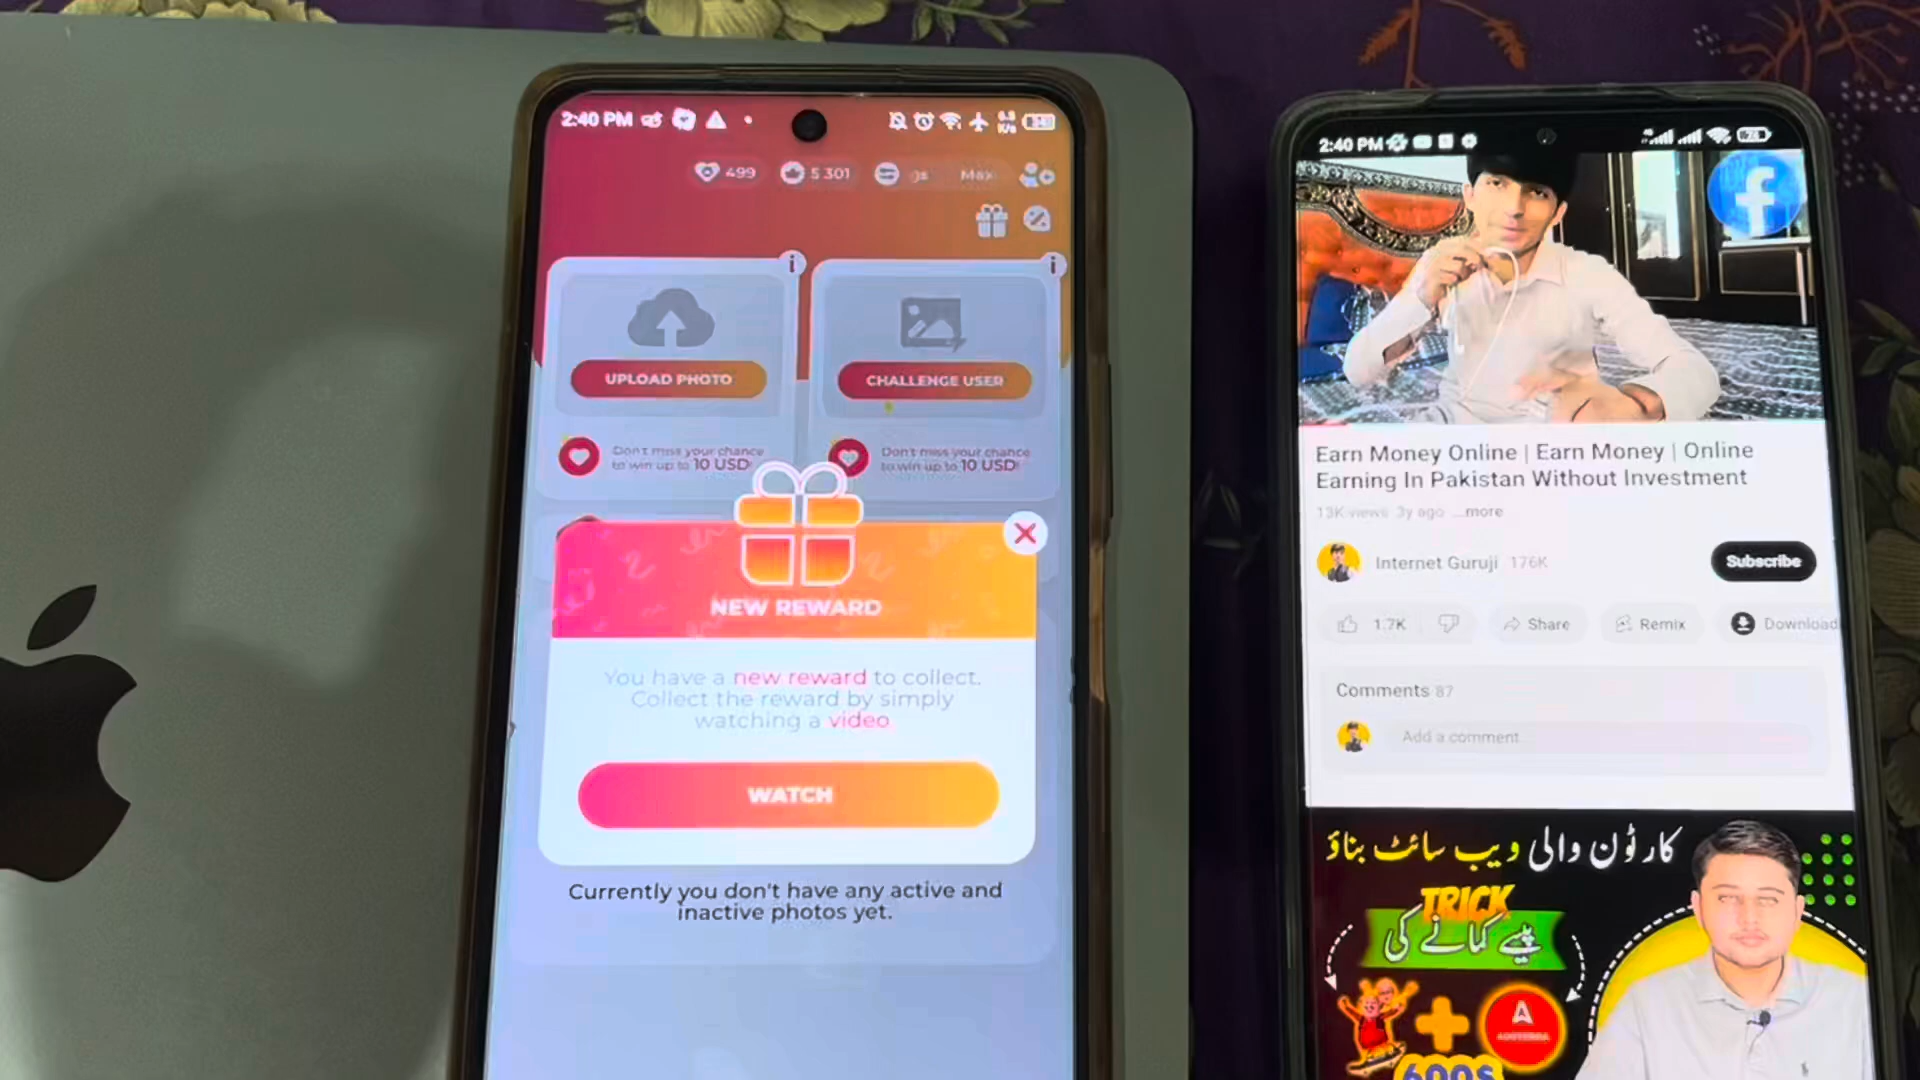 2:40 PM
499
5 301
Max
UPLOAD PHOTO
CHALLENGE USER
Don't miss your chance
to win up to 10 USD!
Don't miss your chance
to win up to 10 USD!
NEW REWARD
You have a new reward to collect.
Collect the reward by simply
watching a video
WATCH
Currently you don't have any active and
inactive photos yet.
2:40 PM
Earn Money Online | Earn Money | Online
Earning In Pakistan Without Investment
13K views 3y ago ...more
Internet Guruji 176K
Subscribe
1.7K
Share
Remix
Download
Comments 87
Add a comment...
کارٹون والی ویب سائٹ بناؤ
TRICK
پیسے کمانے کی
600$